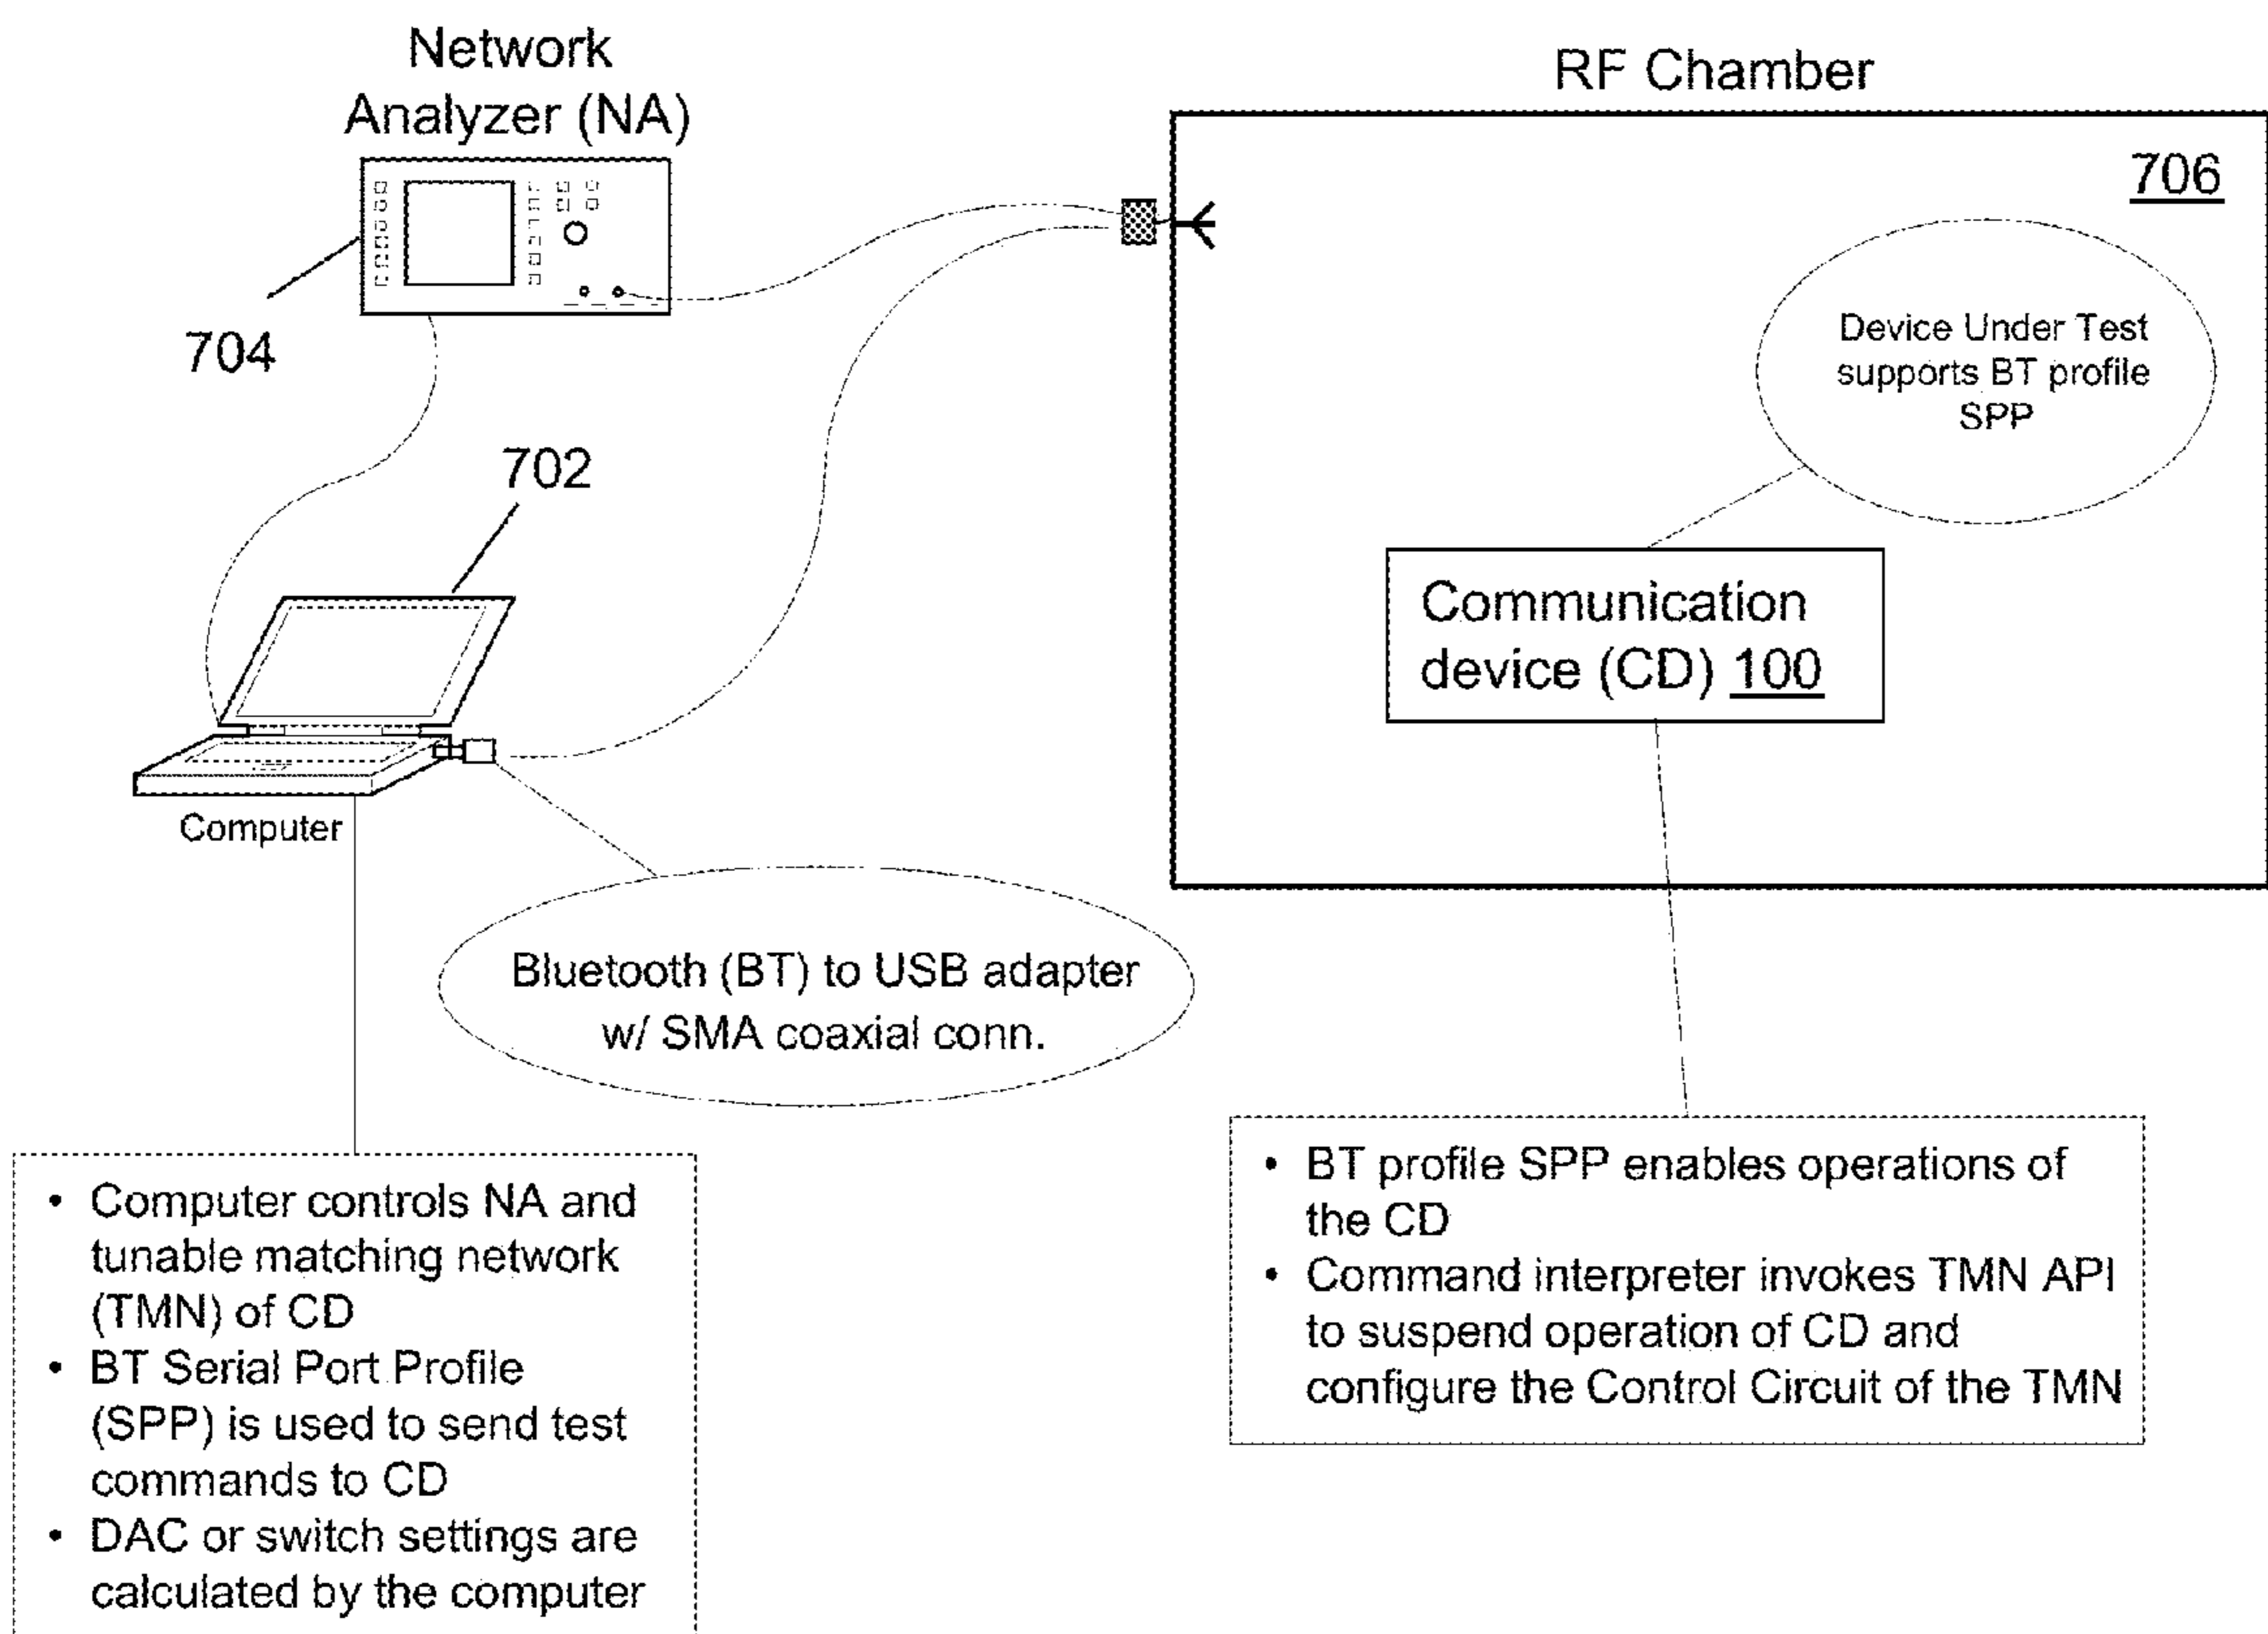 Network
Analyzer (NA)
RF Chamber
706
704
Device Under Test
supports BT profile
SPP
702
Communication
device (CD) 100
Computer
Bluetooth (BT) to USB adapter
w/ SMA coaxial conn.
• Computer controls NA and
tunable matching network
(TMN) of CD
• BT Serial Port Profile
(SPP) is used to send test
commands to CD
• DAC or switch settings are
calculated by the computer
• BT profile SPP enables operations of
the CD
• Command interpreter invokes TMN API
to suspend operation of CD and
configure the Control Circuit of the TMN